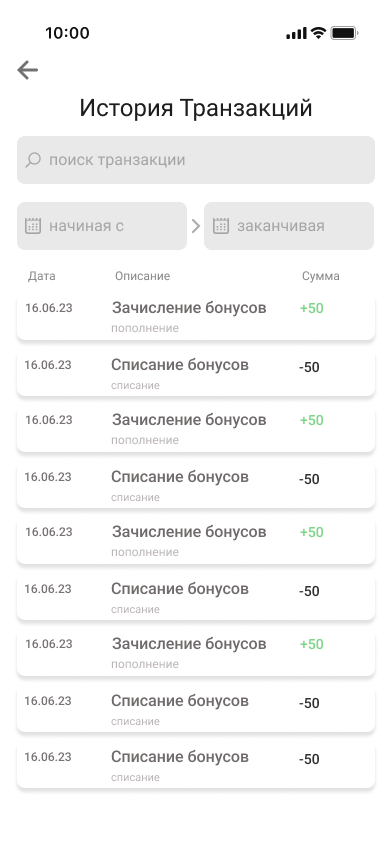 10:00
История Транзакций
поиск транзакции
начиная с заканчивая
Дата Описание Сумма
16.06.23 Зачисление бонусов +50
пополнение
16.06.23 Списание бонусов -50
списание
16.06.23 Зачисление бонусов +50
пополнение
16.06.23 Списание бонусов -50
списание
16.06.23 Зачисление бонусов +50
пополнение
16.06.23 Списание бонусов -50
списание
16.06.23 Зачисление бонусов +50
пополнение
16.06.23 Списание бонусов -50
списание
16.06.23 Списание бонусов -50
списание